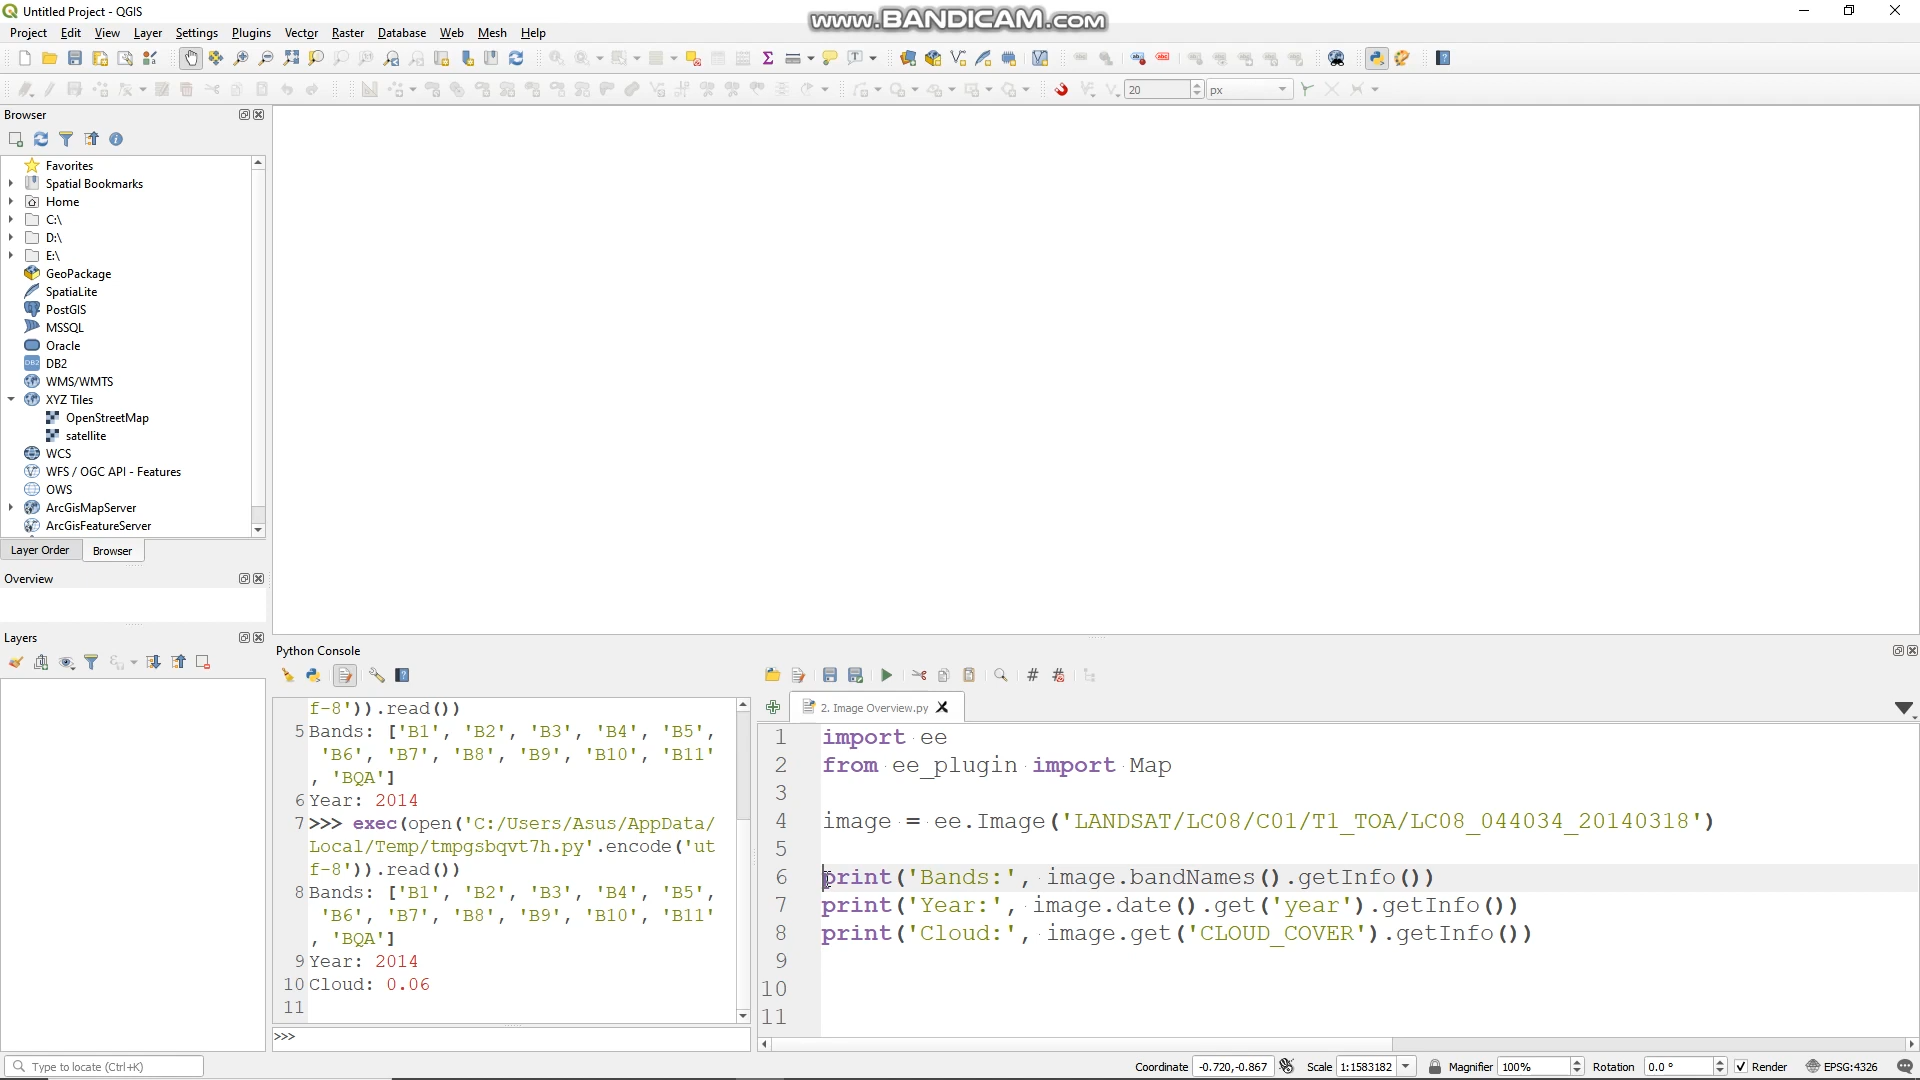 Untitled Project - QGIS
www.BANDICAM.com
Project Edit View Layer Settings Plugins Vector Raster Database Web Mesh Help
20 px
Browser
Favorites
Spatial Bookmarks
Home
C:\
D:\
E:\
GeoPackage
SpatiaLite
PostGIS
MSSQL
Oracle
DB2
WMS/WMTS
XYZ Tiles
OpenStreetMap
satellite
WCS
WFS / OGC API - Features
OWS
ArcGisMapServer
ArcGisFeatureServer
Layer Order Browser
Overview
Layers
Python Console
f-8')).read())
5 Bands: ['B1', 'B2', 'B3', 'B4', 'B5',
'B6', 'B7', 'B8', 'B9', 'B10', 'B11'
, 'BQA']
6 Year: 2014
7 >>> exec(open('C:/Users/Asus/AppData/
Local/Temp/tmpgsbqvt7h.py'.encode('ut
f-8')).read())
8 Bands: ['B1', 'B2', 'B3', 'B4', 'B5',
'B6', 'B7', 'B8', 'B9', 'B10', 'B11'
, 'BQA']
9 Year: 2014
10 Cloud: 0.06
11
>>>
2. Image Overview.py
1 import ee
2 from ee_plugin import Map
3
4 image = ee.Image('LANDSAT/LC08/C01/T1_TOA/LC08_044034_20140318')
5
6 print('Bands:', image.bandNames().getInfo())
7 print('Year:', image.date().get('year').getInfo())
8 print('Cloud:', image.get('CLOUD_COVER').getInfo())
9
10
11
Type to locate (Ctrl+K) Coordinate -0.720,-0.867 Scale 1:1583182 Magnifier 100% Rotation 0.0 ° Render EPSG:4326